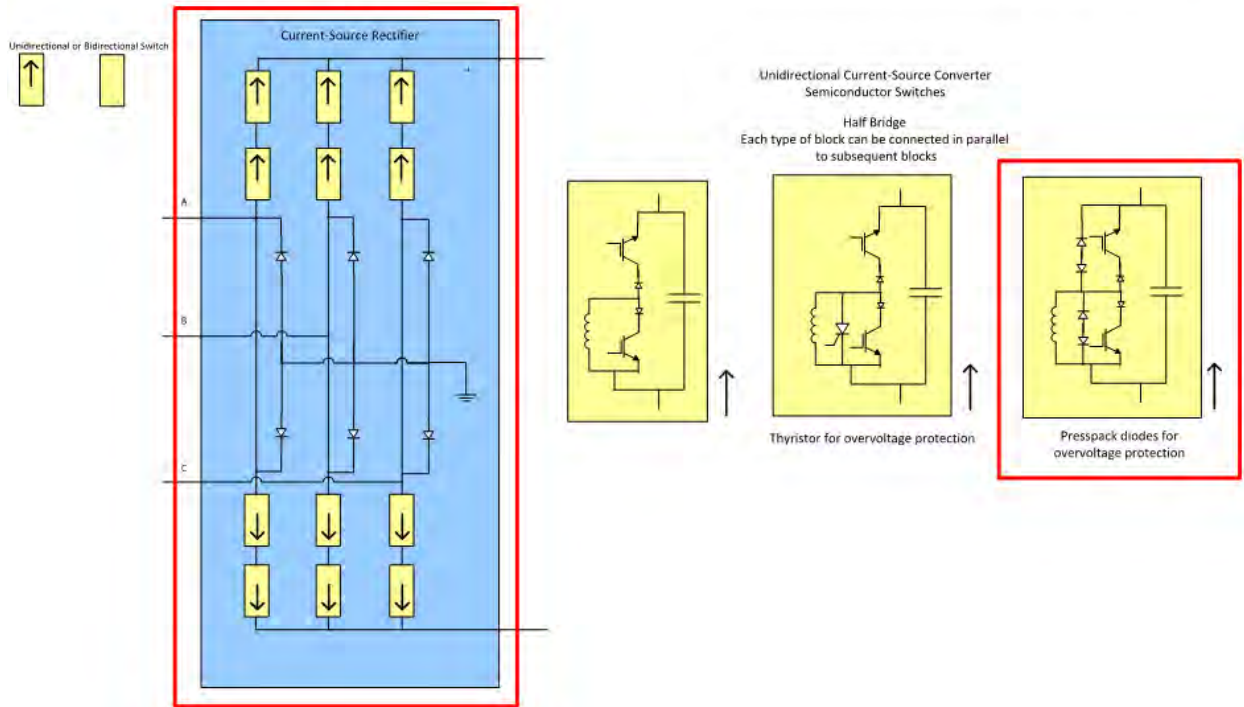 Current-Source Rectifier
Unidirectional or Bidirectional Switch
Unidirectional Current-Source Converter
Semiconductor Switches
Half Bridge
Each type of block can be connected in parallel
to subsequent blocks
A
B
C
Thyristor for overvoltage protection
Presspack diodes for
overvoltage protection